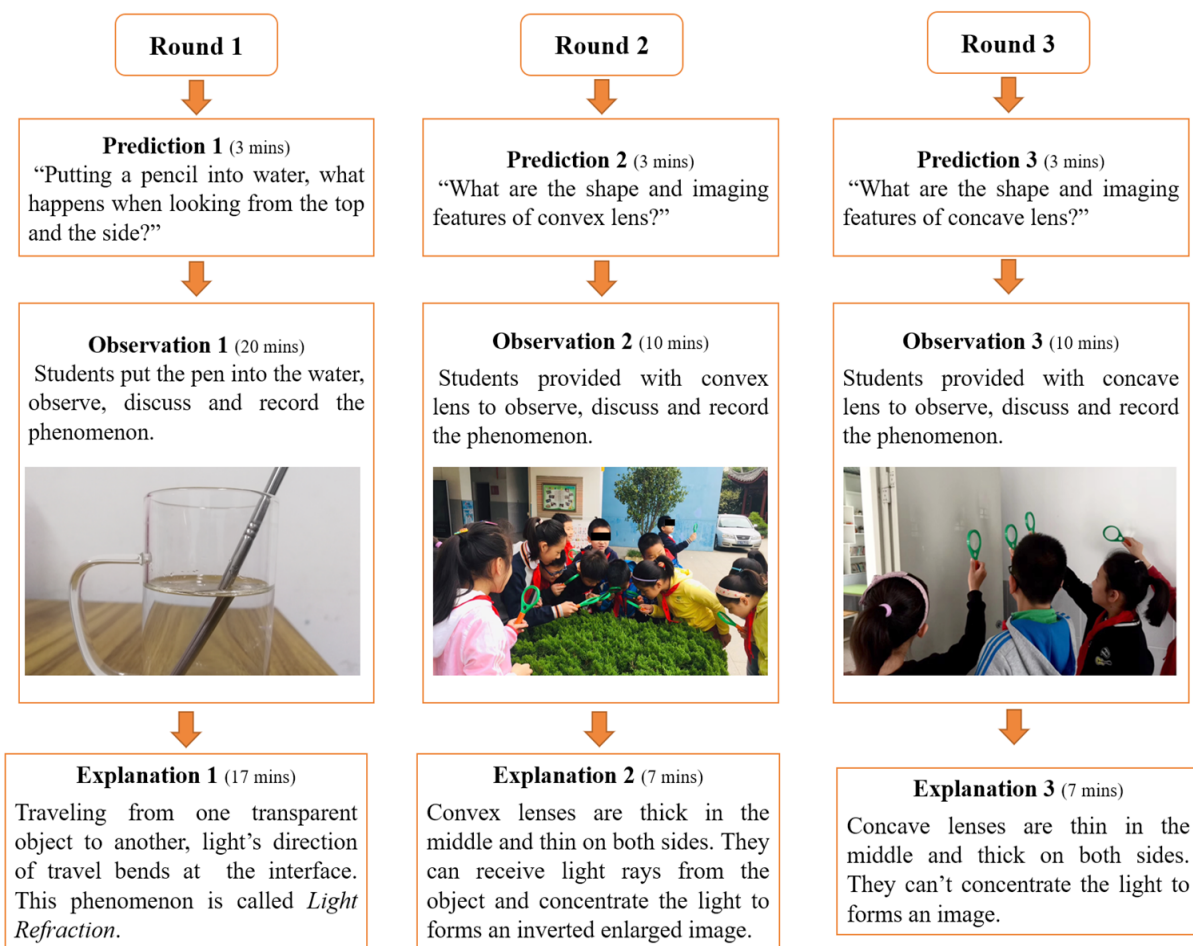 Round 1
Prediction 1 (3 mins)
“Putting a pencil into water, what
happens when looking from the top
and the side?”
Observation 1 (20 mins)
Students put the pen into the water,
observe, discuss and record the
phenomenon.
Explanation 1 (17 mins)
Traveling from one transparent
object to another, light’s direction
of travel bends at the interface.
This phenomenon is called Light
Refraction.
Round 2
Prediction 2 (3 mins)
“What are the shape and imaging
features of convex lens?”
Observation 2 (10 mins)
Students provided with convex
lens to observe, discuss and record
the phenomenon.
Explanation 2 (7 mins)
Convex lenses are thick in the
middle and thin on both sides. They
can receive light rays from the
object and concentrate the light to
forms an inverted enlarged image.
Round 3
Prediction 3 (3 mins)
“What are the shape and imaging
features of concave lens?”
Observation 3 (10 mins)
Students provided with concave
lens to observe, discuss and record
the phenomenon.
Explanation 3 (7 mins)
Concave lenses are thin in the
middle and thick on both sides.
They can’t concentrate the light to
forms an image.